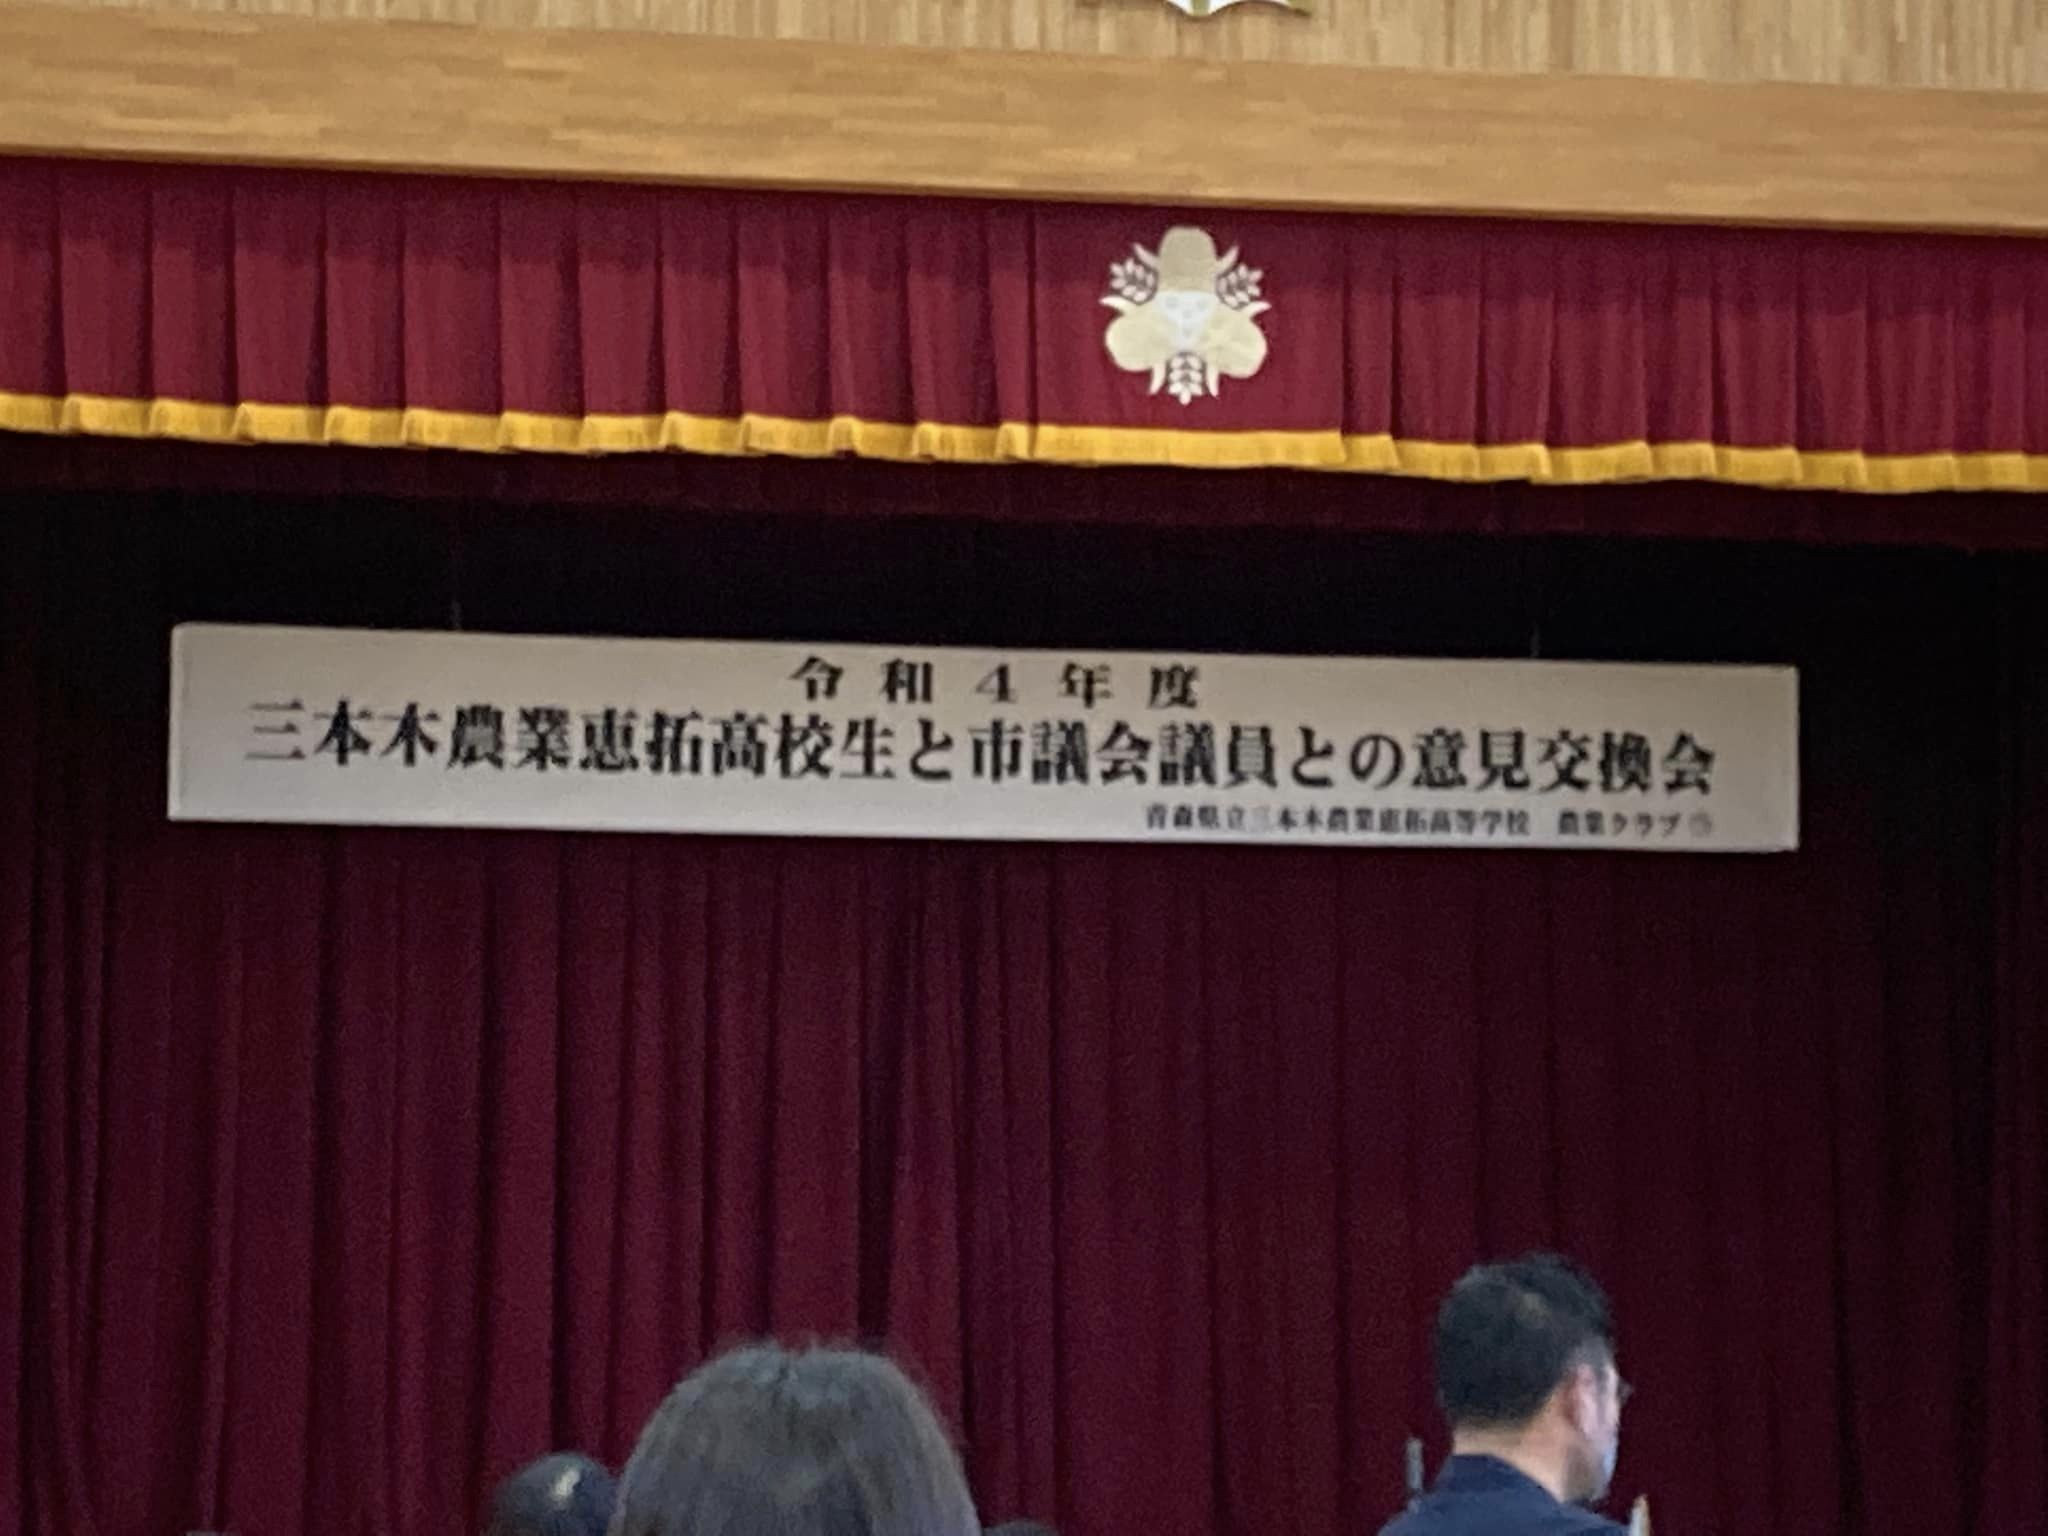 令和4年度
三本木農業恵拓高校生と市議会議員との意見交換会
青森県立三本木農業恵拓高等学校 農業クラブ